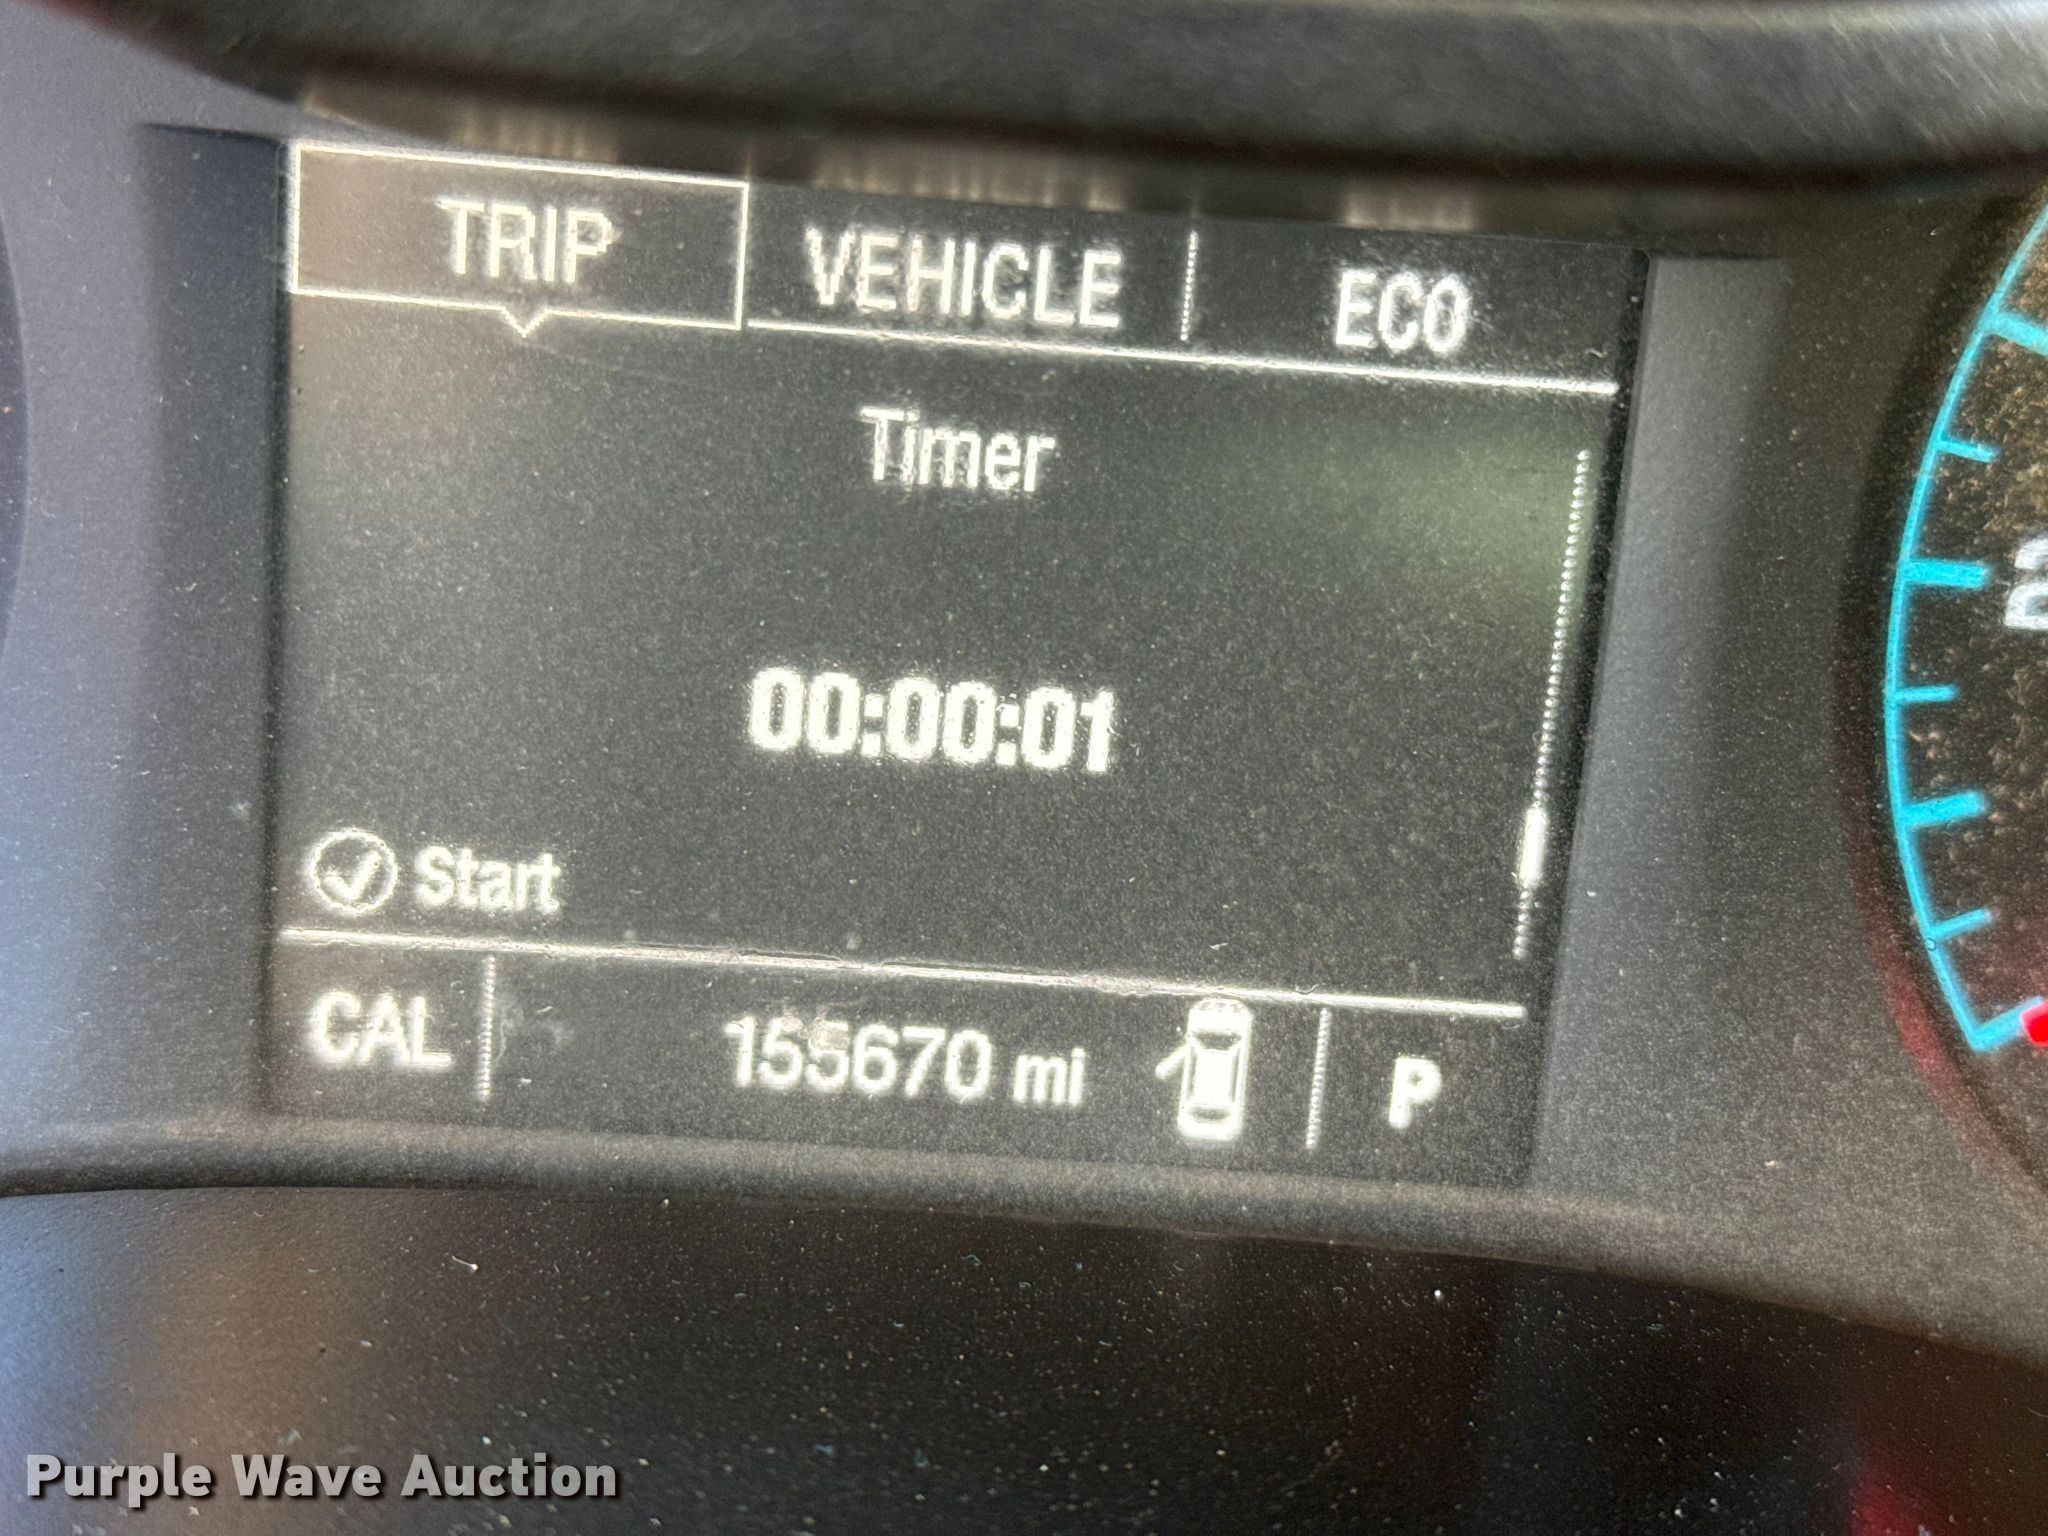 TRIP VEHICLE ECO
Timer
00:00:01
Start
CAL 155670 mi P
Purple Wave Auction